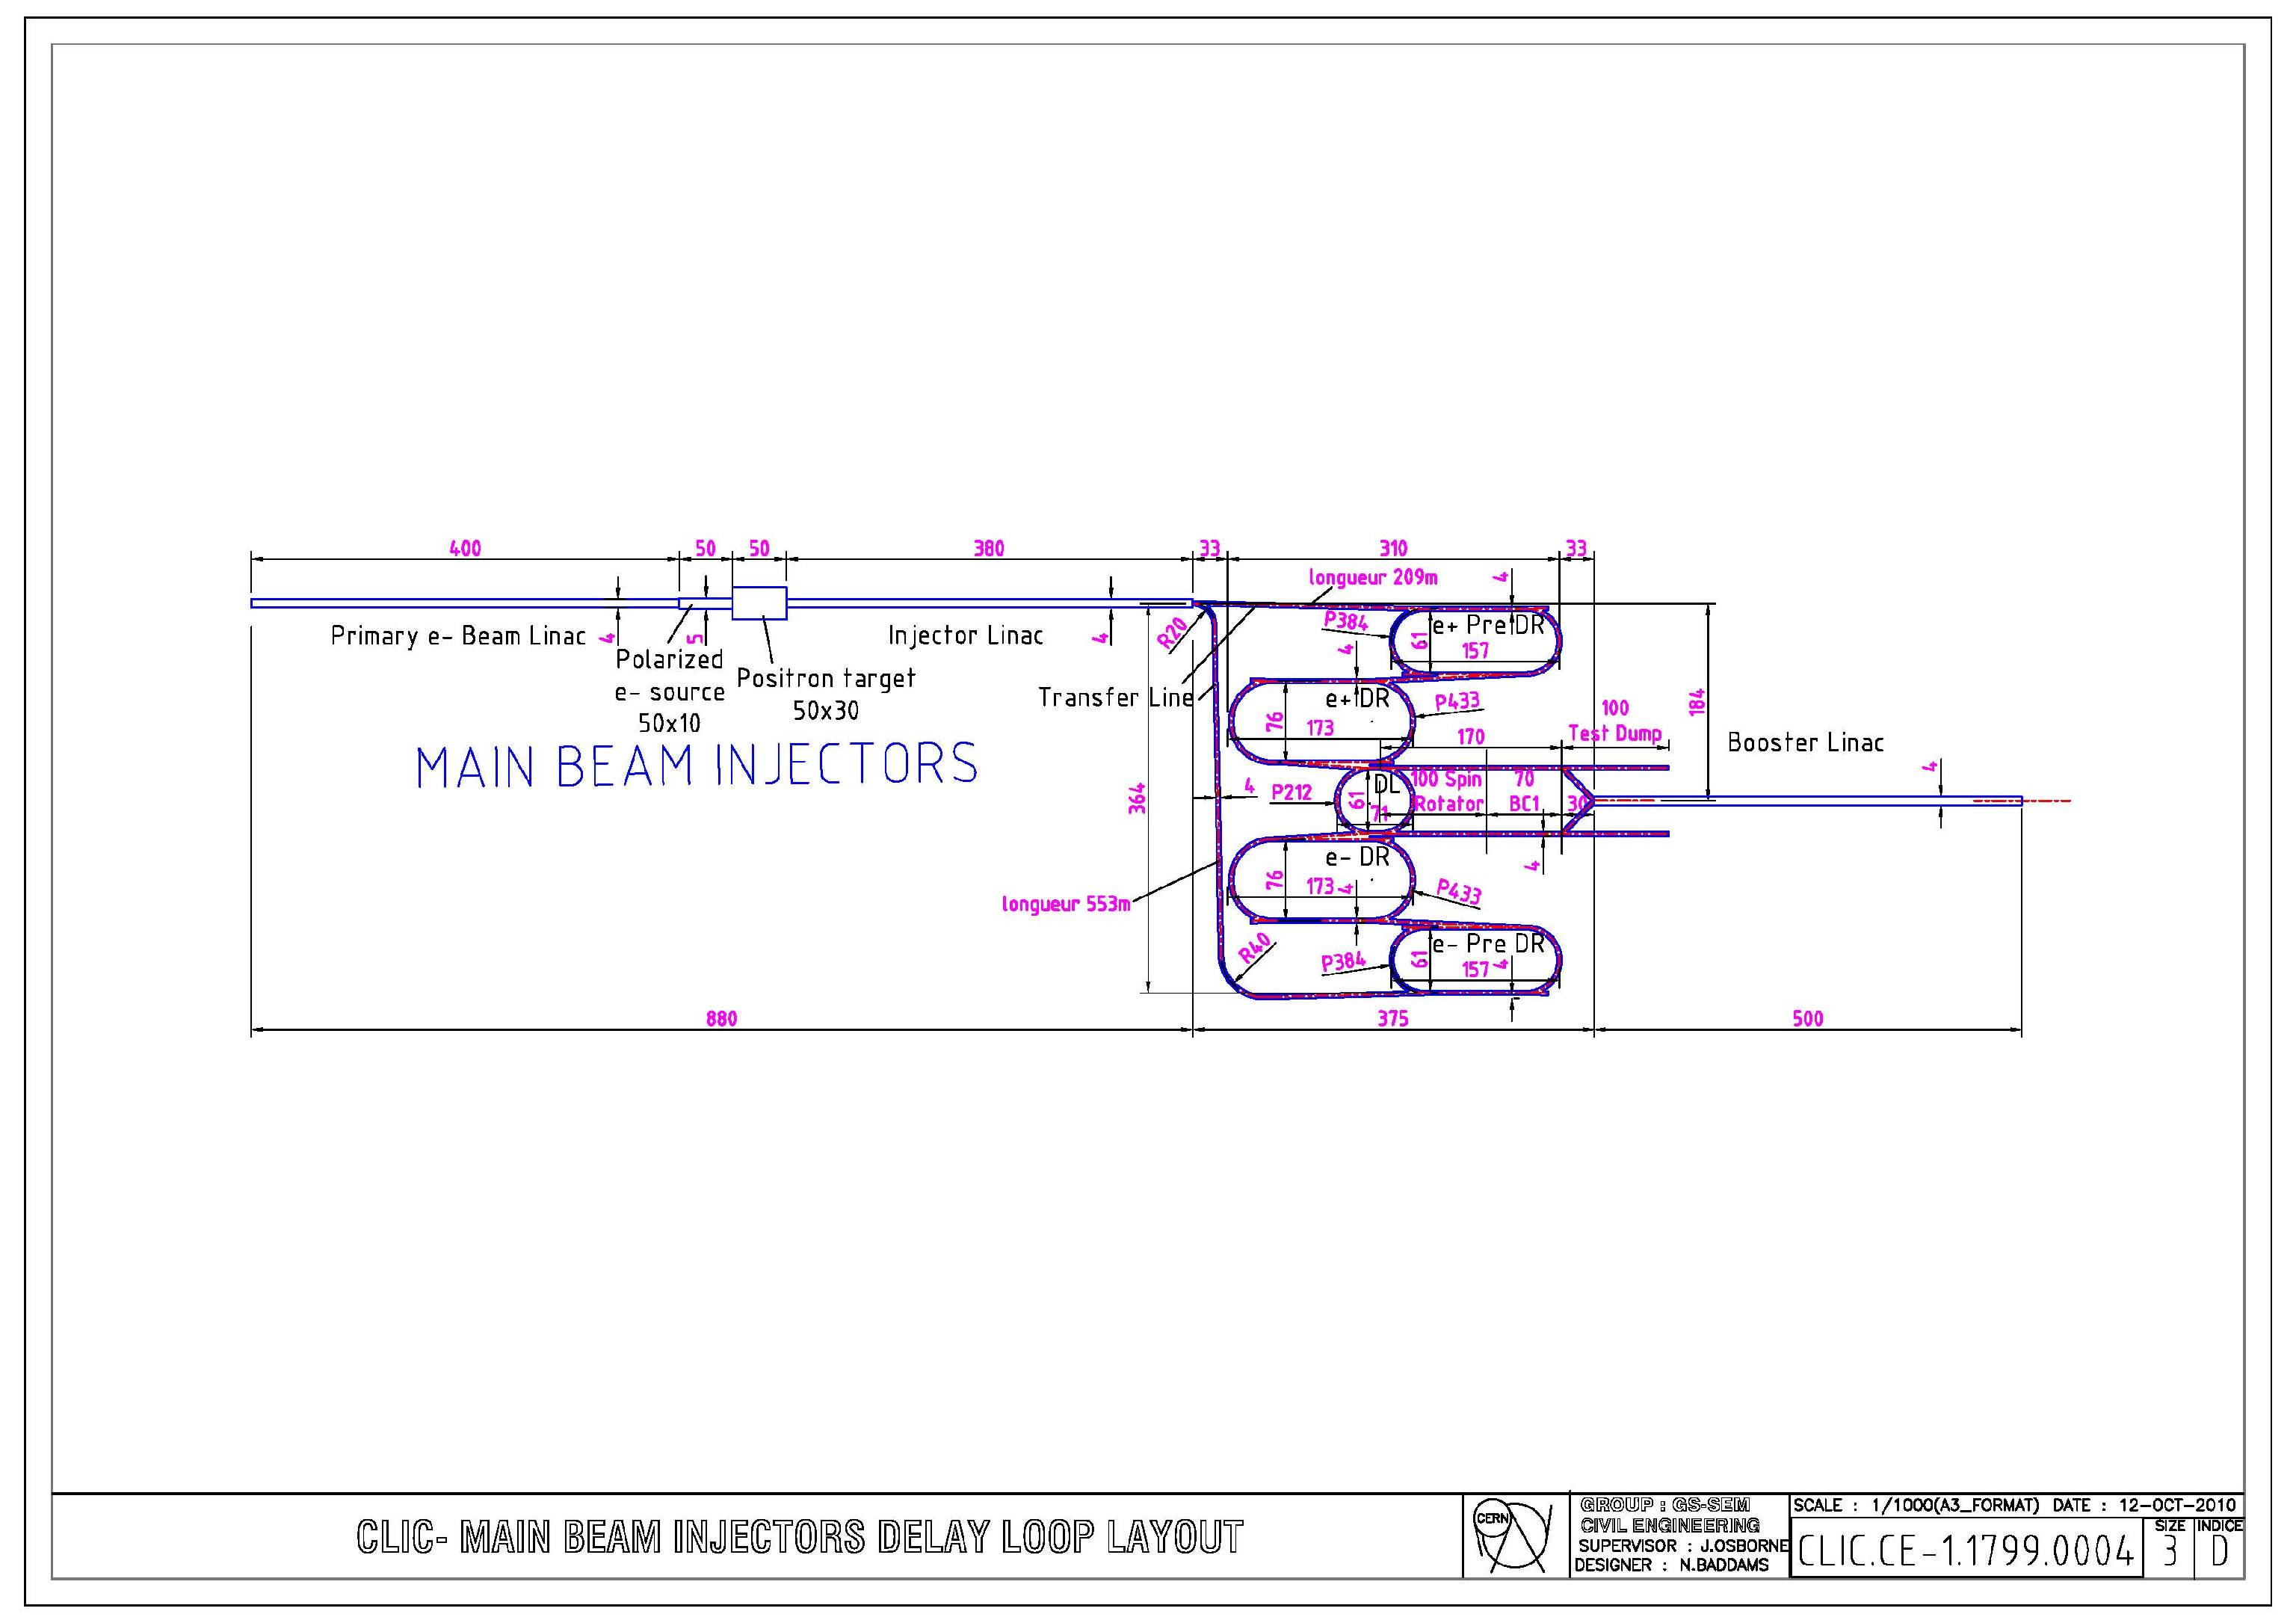 400 50 50 380 33 310 33
longueur 209m
4
Primary e- Beam Linac
4
5
Injector Linac
4
R20
P384
61
e+ Pre DR
157
Polarized
e- source
50x10
Positron target
50x30
Transfer Line
4
e+ DR
P433
76
173
184
100
Test Dump
170
Booster Linac
MAIN BEAM INJECTORS
364
4
P212
61
DL
71
100 Spin
Rotator
70
BC1
30
4
e- DR
76
173
4
P433
4
longueur 553m
R40
P384
61
e- Pre DR
157
4
880 375 500
CLIC- MAIN BEAM INJECTORS DELAY LOOP LAYOUT
CERN
GROUP : GS-SEM
CIVIL ENGINEERING
SUPERVISOR : J.OSBORNE
DESIGNER : N.BADDAMS
SCALE : 1/1000(A3_FORMAT) DATE : 12-OCT-2010
CLIC.CE-1.1799.0004
SIZE
3
INDICE
D